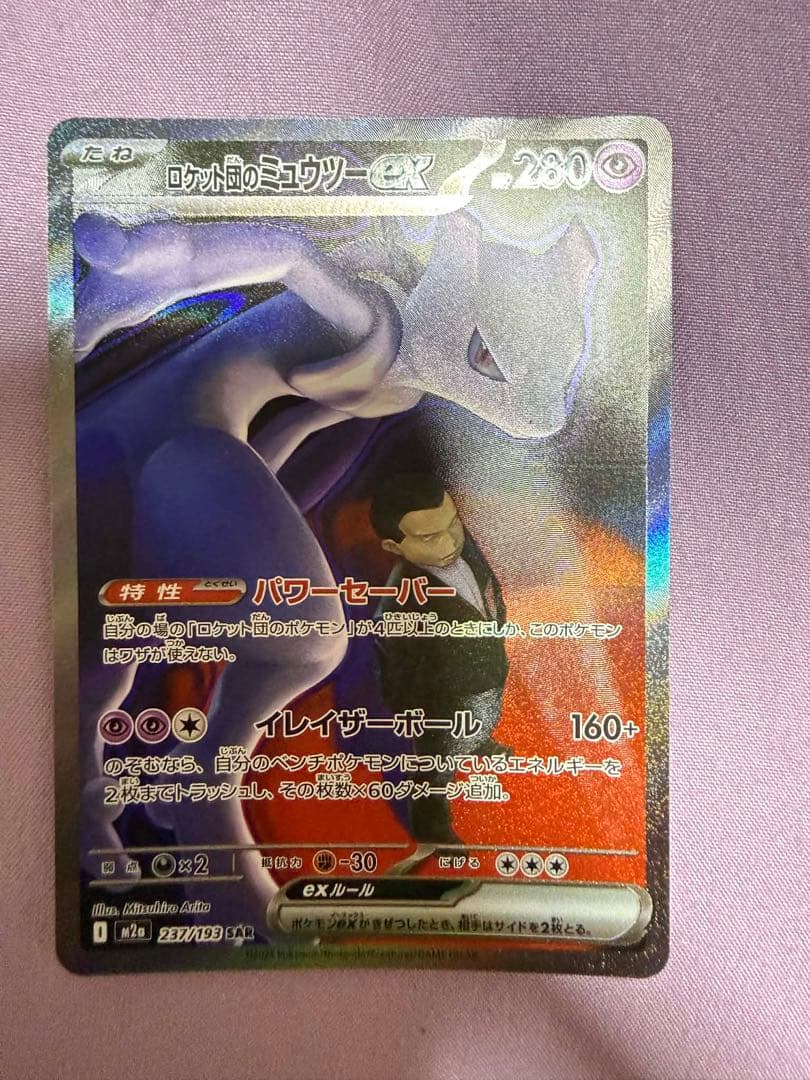 たね ロケット団のミュウツーex HP 280
特性 とくせい パワーセーバー
自分の場の「ロケット団のポケモン」が4匹以上のときにしか、このポケモン
はワザが使えない。
イレイザーボール 160+
のぞむなら、自分のベンチポケモンについているエネルギーを
2枚までトラッシュし、その枚数×60ダメージ追加。
弱点 ×2 抵抗力 -30 にげる
exルール
ポケモンexがきぜつしたとき、相手はサイドを2枚とる。
Illus. Mitsuhiro Arita
I M2a 237/193 SAR